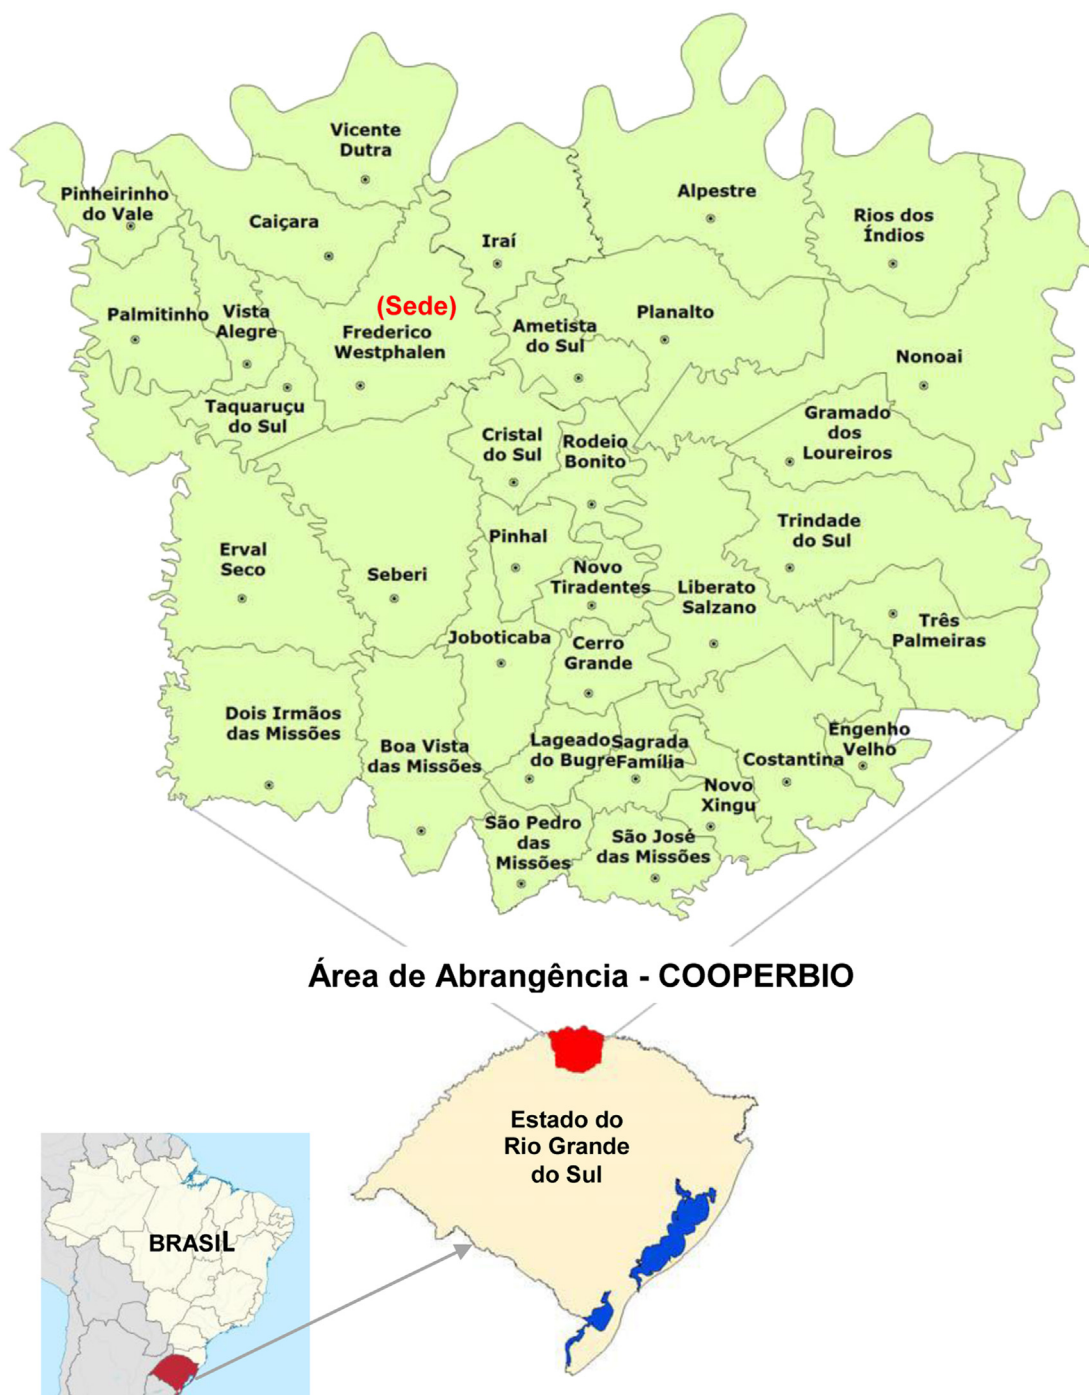 Vicente
Dutra
Pinheirinho
do Vale
Caiçara
Iraí
Alpestre
Rios dos
Índios
Palmitinho
Vista
Alegre
(Sede)
Frederico
Westphalen
Ametista
do Sul
Planalto
Nonoai
Taquaruçu
do Sul
Cristal
do Sul
Rodeio
Bonito
Gramado
dos
Loureiros
Erval
Seco
Seberi
Pinhal
Novo
Tiradentes
Liberato
Salzano
Trindade
do Sul
Três
Palmeiras
Joboticaba
Cerro
Grande
Dois Irmãos
das Missões
Boa Vista
das Missões
Lageado
do Bugre
Sagrada
Família
Costantina
Engenho
Velho
Novo
Xingu
São Pedro
das
Missões
São José
das Missões
Área de Abrangência - COOPERBIO
Estado do
Rio Grande
do Sul
BRASIL